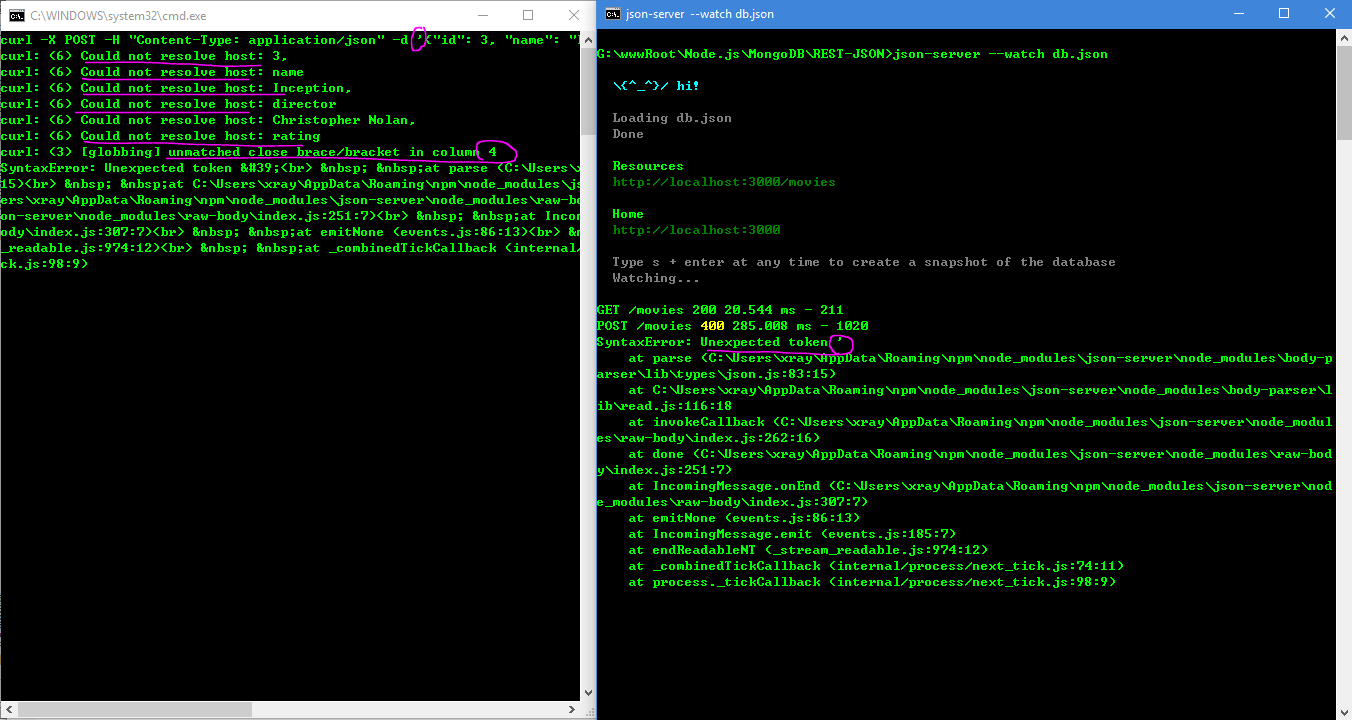 C:\WINDOWS\system32\cmd.exe
curl -X POST -H "Content-Type: application/json" -d '{"id": 3, "name": "
curl: (6) Could not resolve host: 3,
curl: (6) Could not resolve host: name
curl: (6) Could not resolve host: Inception,
curl: (6) Could not resolve host: director
curl: (6) Could not resolve host: Christopher Nolan,
curl: (6) Could not resolve host: rating
curl: (3) [globbing] unmatched close brace/bracket in column 4
SyntaxError: Unexpected token &#39;<br> &nbsp; &nbsp;at parse (C:\Users\
15)<br> &nbsp; &nbsp;at C:\Users\xray\AppData\Roaming\npm\node_modules\js
ers\xray\AppData\Roaming\npm\node_modules\json-server\node_modules\raw-bo
on-server\node_modules\raw-body\index.js:251:7)<br> &nbsp; &nbsp;at Inco
ody\index.js:307:7)<br> &nbsp; &nbsp;at emitNone (events.js:86:13)<br> &n
_readable.js:974:12)<br> &nbsp; &nbsp;at _combinedTickCallback (internal/
ck.js:98:9)
json-server --watch db.json
G:\wwwRoot\Node.js\MongoDB\REST-JSON>json-server --watch db.json
\{^_^}/ hi!
Loading db.json
Done
Resources
http://localhost:3000/movies
Home
http://localhost:3000
Type s + enter at any time to create a snapshot of the database
Watching...
GET /movies 200 20.544 ms - 211
POST /movies 400 285.008 ms - 1020
SyntaxError: Unexpected token '
at parse (C:\Users\xray\AppData\Roaming\npm\node_modules\json-server\node_modules\body-p
arser\lib\types\json.js:83:15)
at C:\Users\xray\AppData\Roaming\npm\node_modules\json-server\node_modules\body-parser\l
ib\read.js:116:18
at invokeCallback (C:\Users\xray\AppData\Roaming\npm\node_modules\json-server\node_modul
es\raw-body\index.js:262:16)
at done (C:\Users\xray\AppData\Roaming\npm\node_modules\json-server\node_modules\raw-bod
y\index.js:251:7)
at IncomingMessage.onEnd (C:\Users\xray\AppData\Roaming\npm\node_modules\json-server\nod
e_modules\raw-body\index.js:307:7)
at emitNone (events.js:86:13)
at IncomingMessage.emit (events.js:185:7)
at endReadableNT (_stream_readable.js:974:12)
at _combinedTickCallback (internal/process/next_tick.js:74:11)
at process._tickCallback (internal/process/next_tick.js:98:9)